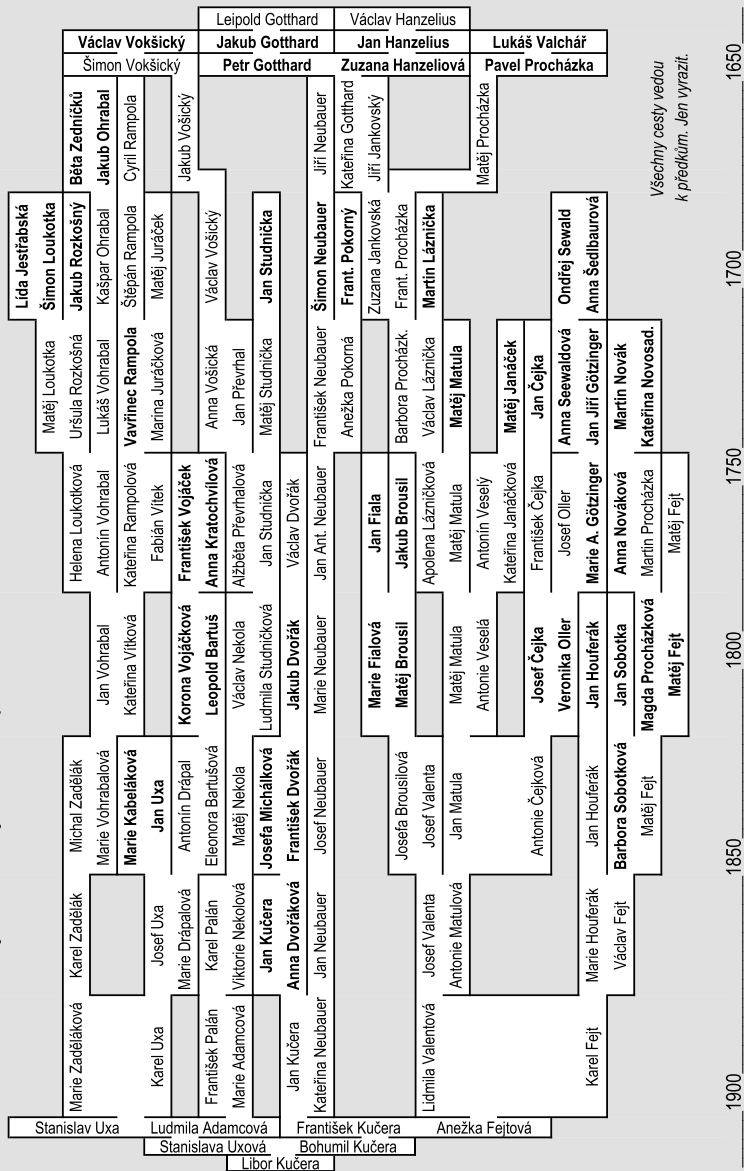 Leipold Gotthard
Václav Hanzelius
Václav Vokšický
Jakub Gotthard
Jan Hanzelius
Lukáš Valchář
Šimon Vokšický
Petr Gotthard
Zuzana Hanzeliová
Pavel Procházka
Běta Zedníčků
Jakub Ohrabal
Cyril Rampola
Jakub Vošický
Jiří Neubauer
Kateřina Gotthard
Jiří Jankovský
Matěj Procházka
Všechny cesty vedou
k předkům. Jen vyrazit.
Lída Jestřabská
Šimon Loukotka
Jakub Rozkošný
Kašpar Ohrabal
Štěpán Rampola
Matěj Juráček
Václav Vošický
Jan Studnička
Šimon Neubauer
Frant. Pokorný
Zuzana Jankovská
Frant. Procházka
Martin Láznička
Ondřej Sewald
Anna Šedlbaurová
Matěj Loukotka
Uršula Rozkošná
Lukáš Vohrabal
Vavřinec Rampola
Marina Juráčková
Anna Vošická
Jan Převrhal
Matěj Studnička
František Neubauer
Anežka Pokorná
Barbora Procházk.
Václav Láznička
Matěj Matula
Matěj Janáček
Jan Čejka
Anna Seewaldová
Jan Jiří Götzinger
Martin Novák
Kateřina Novosad.
Helena Loukotková
Antonín Vohrabal
Kateřina Rampolová
Fabián Vítek
František Vojáček
Anna Kratochvílová
Alžběta Převrhalová
Jan Studnička
Václav Dvořák
Jan Ant. Neubauer
Jan Fiala
Jakub Brousil
Apolena Lázničková
Matěj Matula
Antonín Veselý
Kateřina Janáčková
František Čejka
Josef Oller
Marie A. Götzinger
Anna Nováková
Martin Procházka
Matěj Fejt
Jan Vohrabal
Kateřina Vítková
Korona Vojáčková
Leopold Bartuš
Václav Nekola
Ludmila Studničková
Jakub Dvořák
Marie Neubauer
Marie Fialová
Matěj Brousil
Matěj Matula
Antonie Veselá
Josef Čejka
Veronika Oller
Jan Houferák
Jan Sobotka
Magda Procházková
Matěj Fejt
Michal Zadělák
Marie Vohrabalová
Marie Kabeláková
Jan Uxa
Antonín Drápal
Eleonora Bartušová
Matěj Nekola
Josefa Michálková
František Dvořák
Josef Neubauer
Josefa Brousilová
Josef Valenta
Jan Matula
Antonie Čejková
Jan Houferák
Barbora Sobotková
Matěj Fejt
Karel Zadělák
Josef Uxa
Marie Drápalová
Karel Palán
Viktorie Nekolová
Jan Kučera
Anna Dvořáková
Jan Neubauer
Josef Valenta
Antonie Matulová
Marie Houferák
Václav Fejt
Marie Zaděláková
Karel Uxa
František Palán
Marie Adamcová
Jan Kučera
Kateřina Neubauer
Lidmila Valentová
Karel Fejt
Stanislav Uxa
Ludmila Adamcová
František Kučera
Anežka Fejtová
Stanislava Uxová
Bohumil Kučera
Libor Kučera
1650
1700
1750
1800
1850
1900